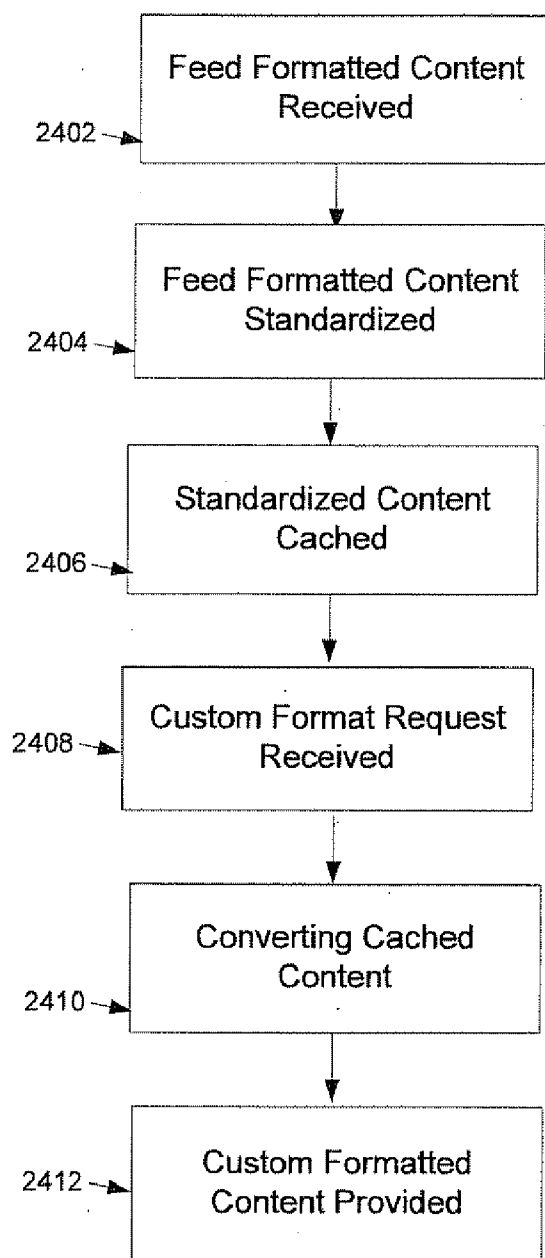 Feed Formatted Content
Received
2402
Feed Formatted Content
Standardized
2404
Standardized Content
Cached
2406
Custom Format Request
Received
2408
Converting Cached
Content
2410
Custom Formatted
Content Provided
2412